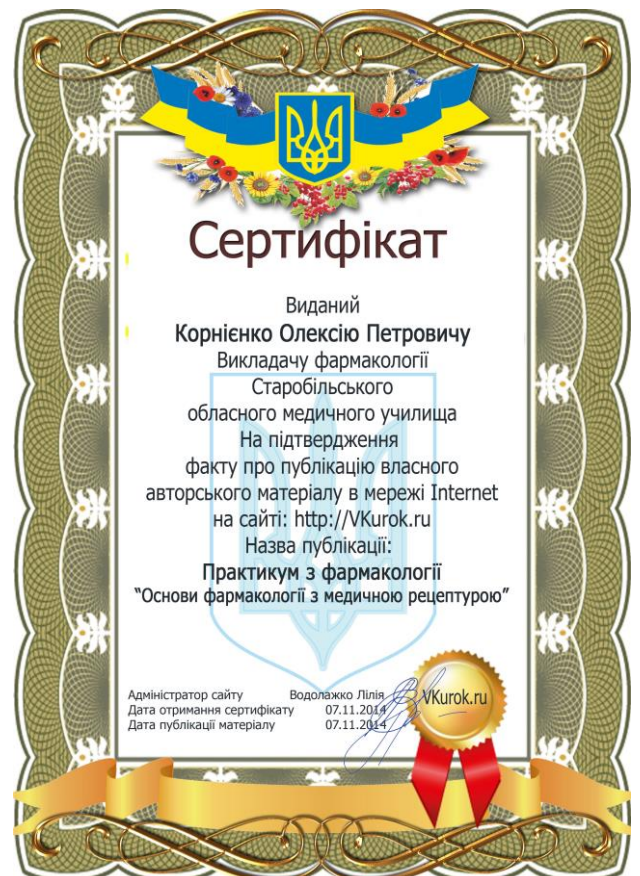 Сертифікат
Виданий
Корнієнко Олексію Петровичу
Викладачу фармакології
Старобільського
обласного медичного училища
На підтвердження
факту про публікацію власного
авторського матеріалу в мережі Internet
на сайті: http://VKurok.ru
Назва публікації:
Практикум з фармакології
“Основи фармакології з медичною рецептурою”
Адміністратор сайту Водолажко Лілія
Дата отримання сертифікату 07.11.2014
Дата публікації матеріалу 07.11.2014
VKurok.ru